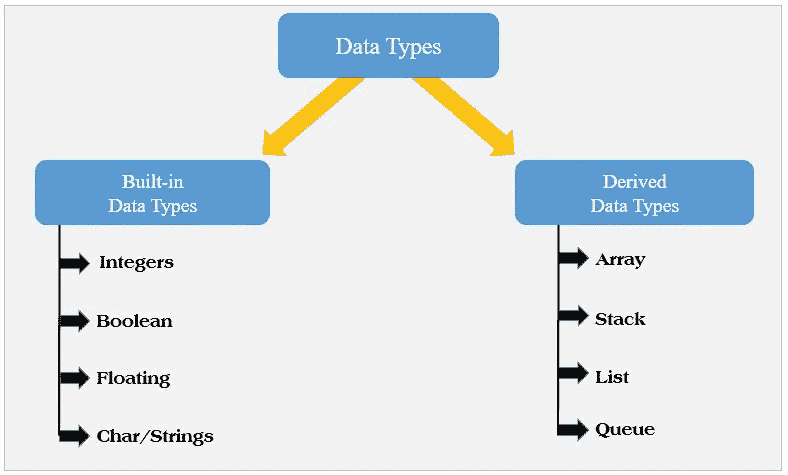 Data Types
Built-in
Data Types
Integers
Boolean
Floating
Char/Strings
Derived
Data Types
Array
Stack
List
Queue